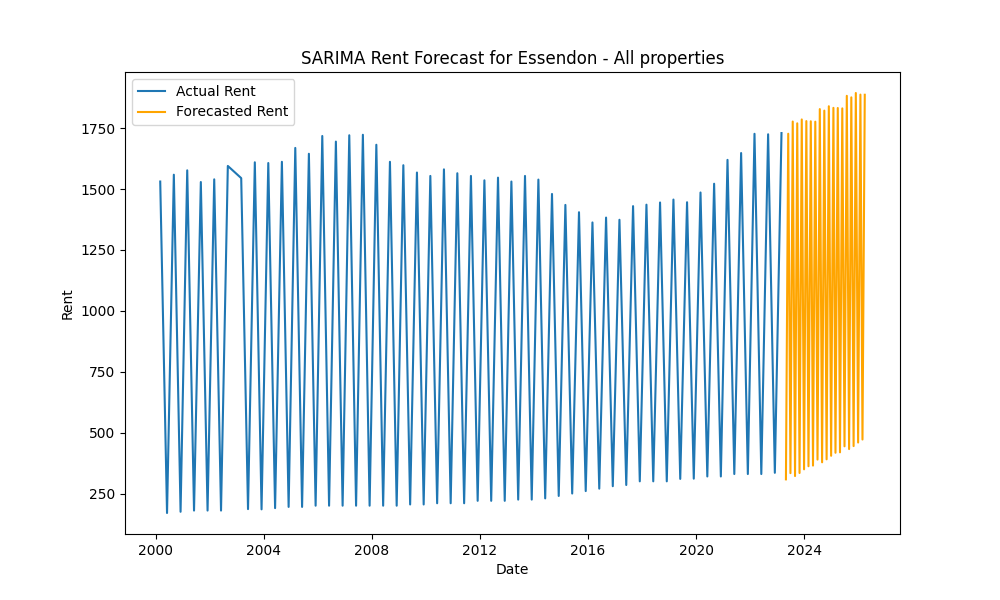 SARIMA Rent Forecast for Essendon - All properties
Actual Rent
Forecasted Rent
1750
1500
1250
1000
750
500
250
Rent
2000 2004 2008 2012 2016 2020 2024
Date